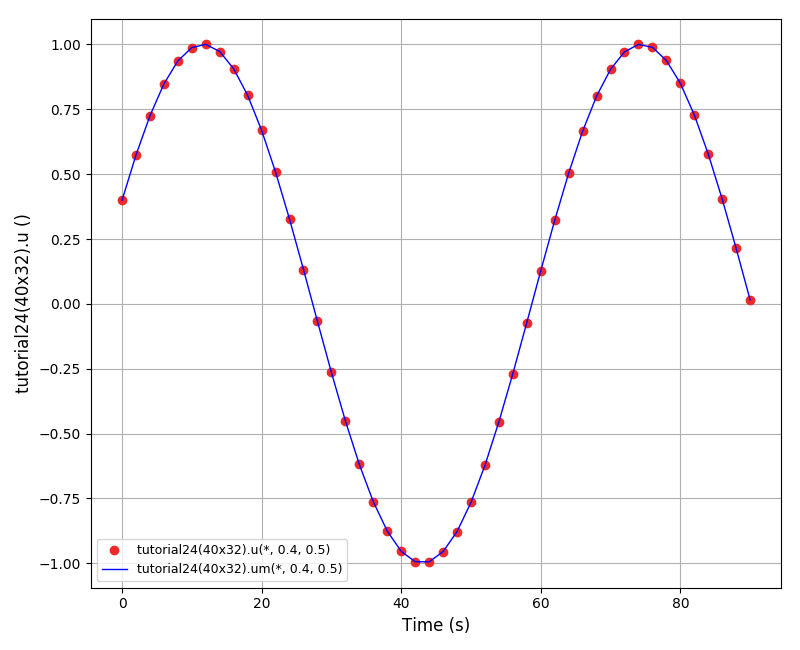 1.00
0.75
0.50
0.25
0.00
−0.25
−0.50
−0.75
−1.00
tutorial24(40x32).u ()
tutorial24(40x32).u(*, 0.4, 0.5)
tutorial24(40x32).um(*, 0.4, 0.5)
0 20 40 60 80
Time (s)